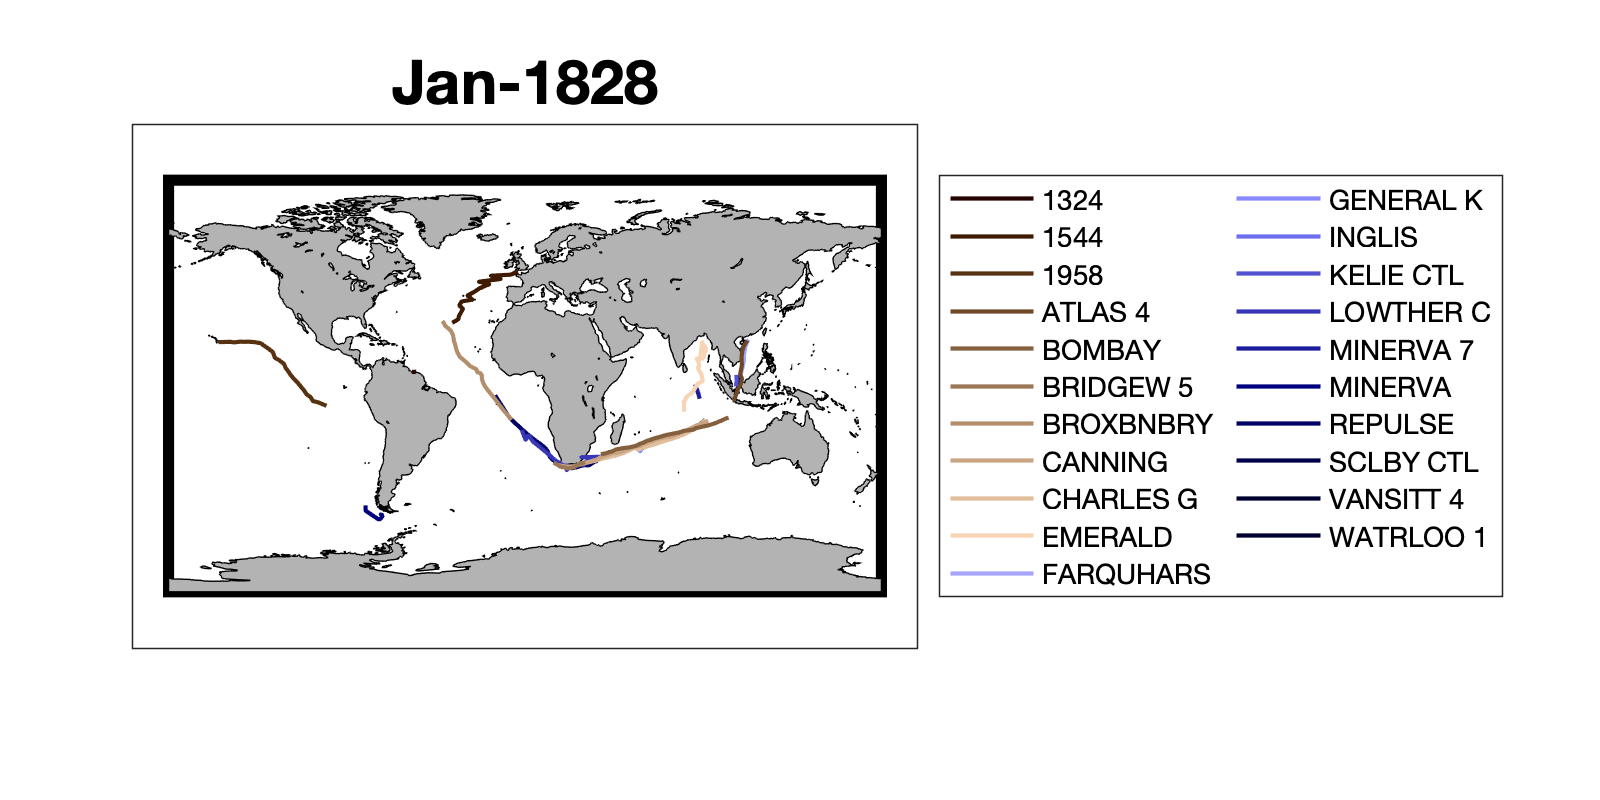 Jan-1828
1324
1544
1958
ATLAS 4
BOMBAY
BRIDGEW 5
BROXBNBRY
CANNING
CHARLES G
EMERALD
FARQUHARS
GENERAL K
INGLIS
KELIE CTL
LOWTHER C
MINERVA 7
MINERVA
REPULSE
SCLBY CTL
VANSITT 4
WATRLOO 1